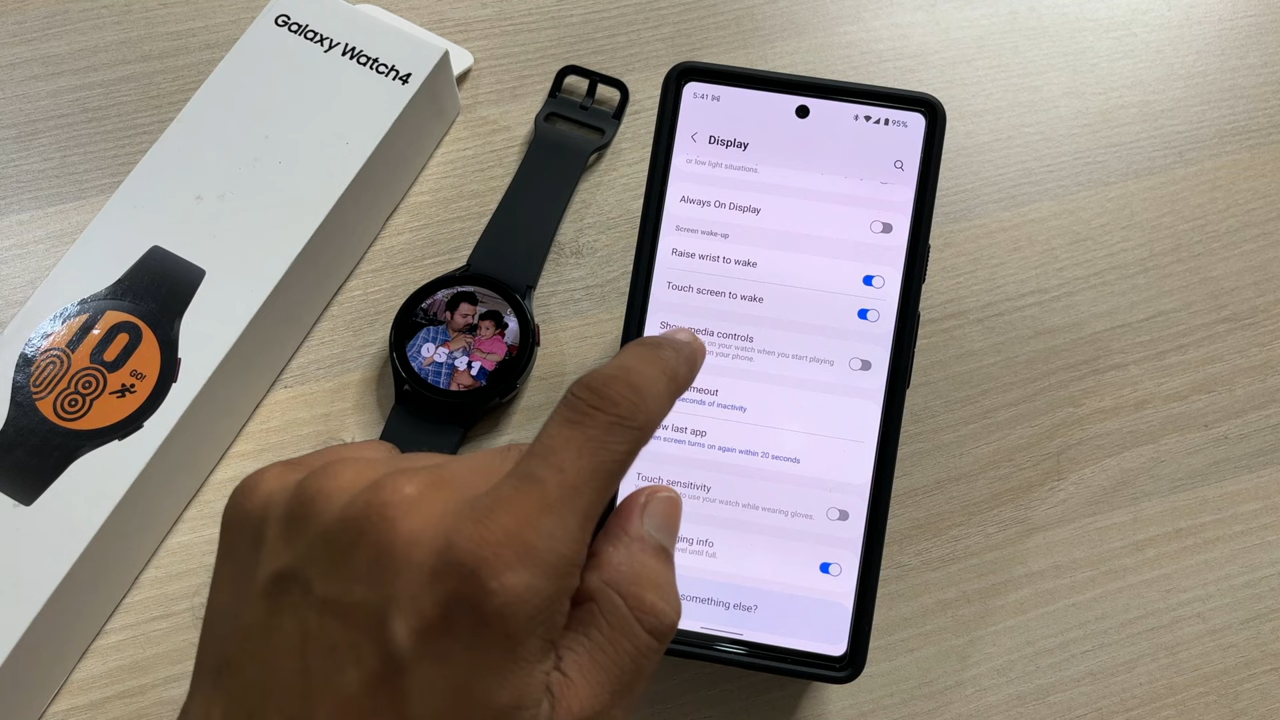 Galaxy Watch4
10
08
GO!
05:41
5:41
95%
Display
or low light situations.
Always On Display
Screen wake-up
Raise wrist to wake
Touch screen to wake
Show media controls
on your watch when you start playing
on your phone.
seconds of inactivity
last app
screen turns on again within 20 seconds
Touch sensitivity
to use your watch while wearing gloves.
info
until full.
something else?